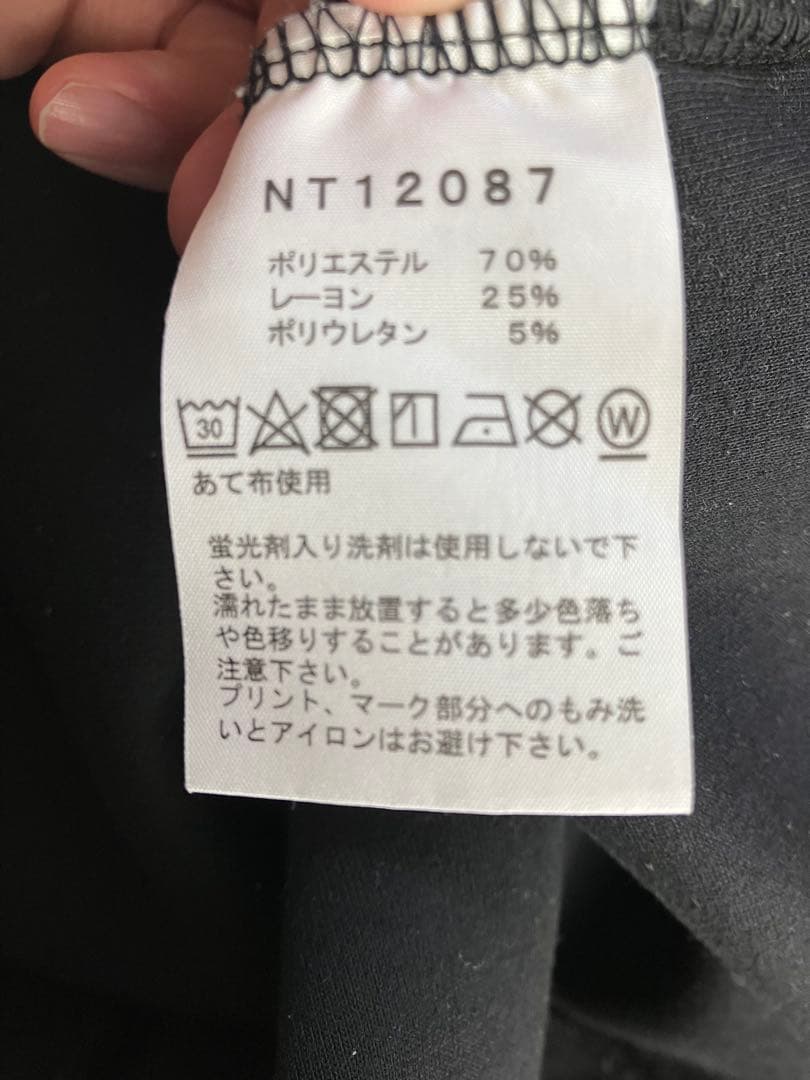 NT12087
ポリエステル 70%
レーヨン 25%
ポリウレタン 5%
30 W
あて布使用
蛍光剤入り洗剤は使用しないで下
さい。
濡れたまま放置すると多少色落ち
や色移りすることがあります。ご
注意下さい。
プリント、マーク部分へのもみ洗
いとアイロンはお避け下さい。